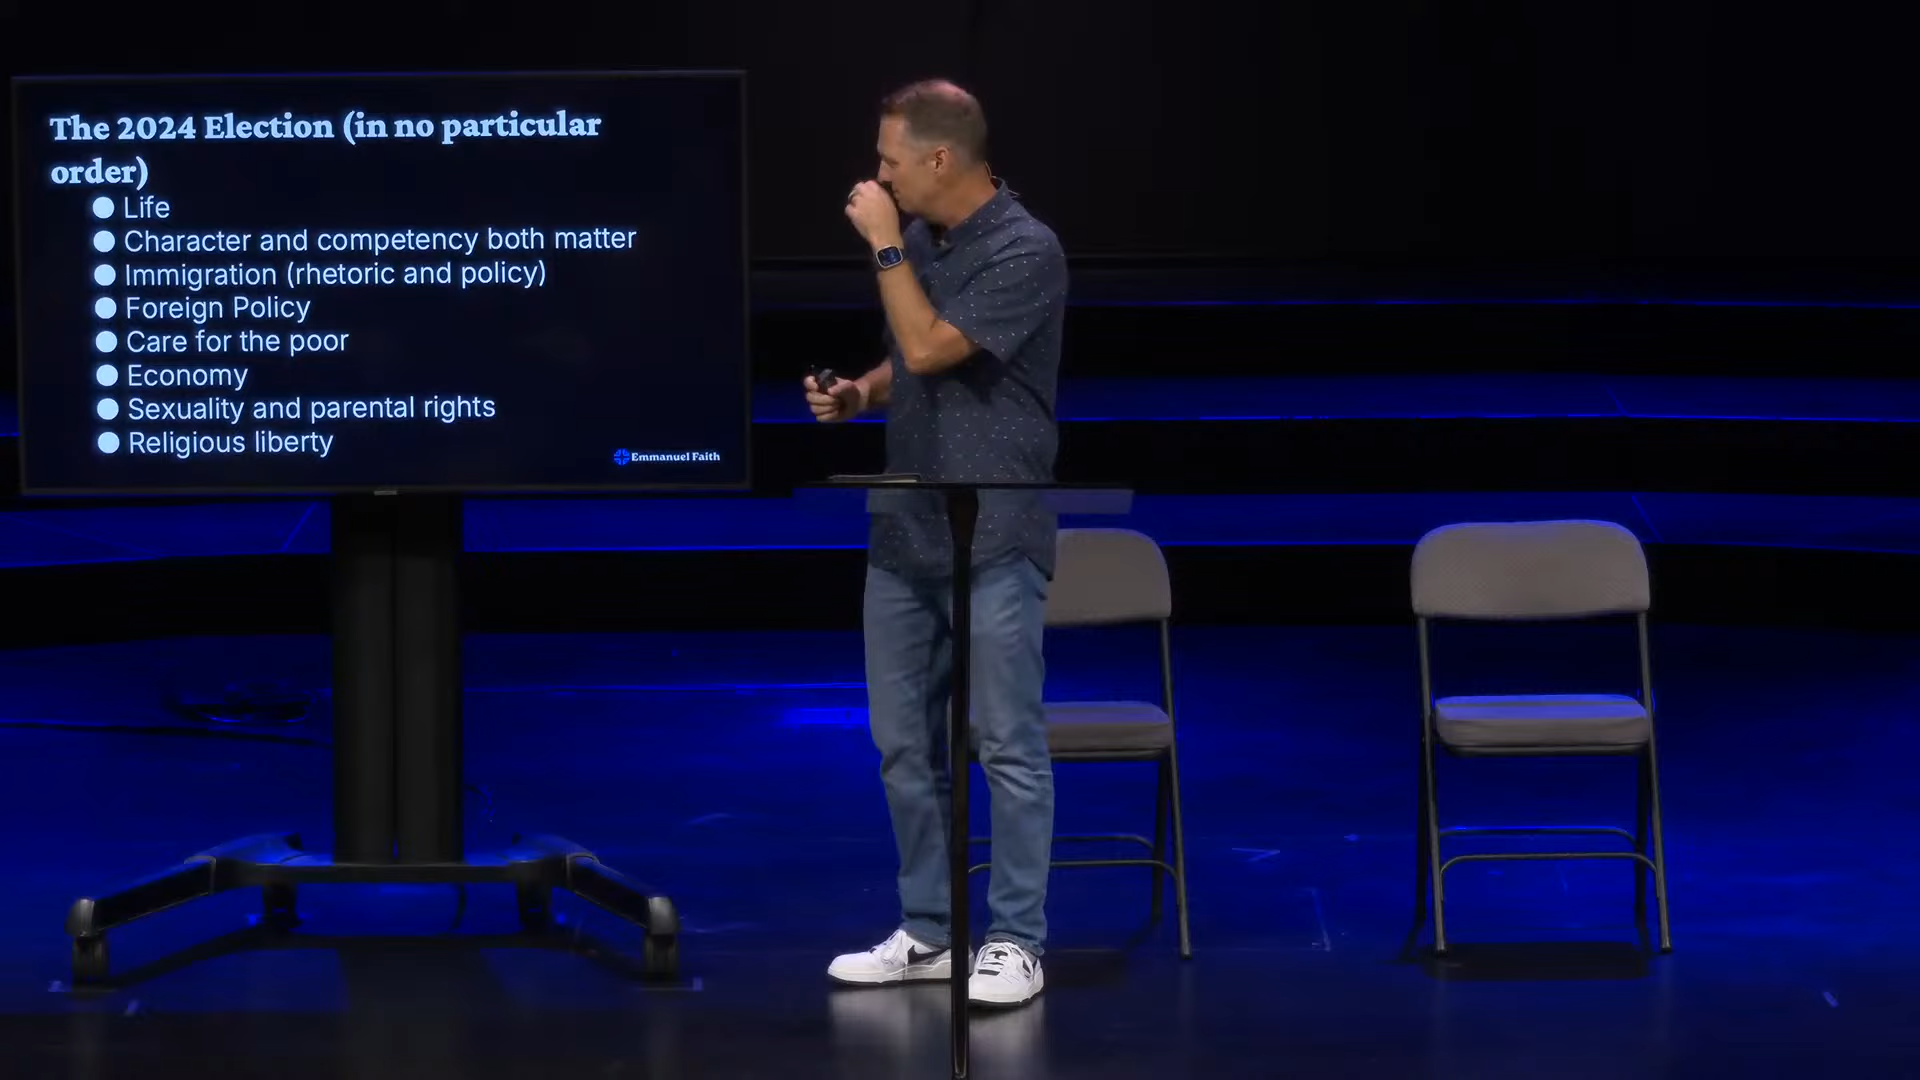 The 2024 Election (in no particular
order)
● Life
● Character and competency both matter
● Immigration (rhetoric and policy)
● Foreign Policy
● Care for the poor
● Economy
● Sexuality and parental rights
● Religious liberty
Emmanuel Faith